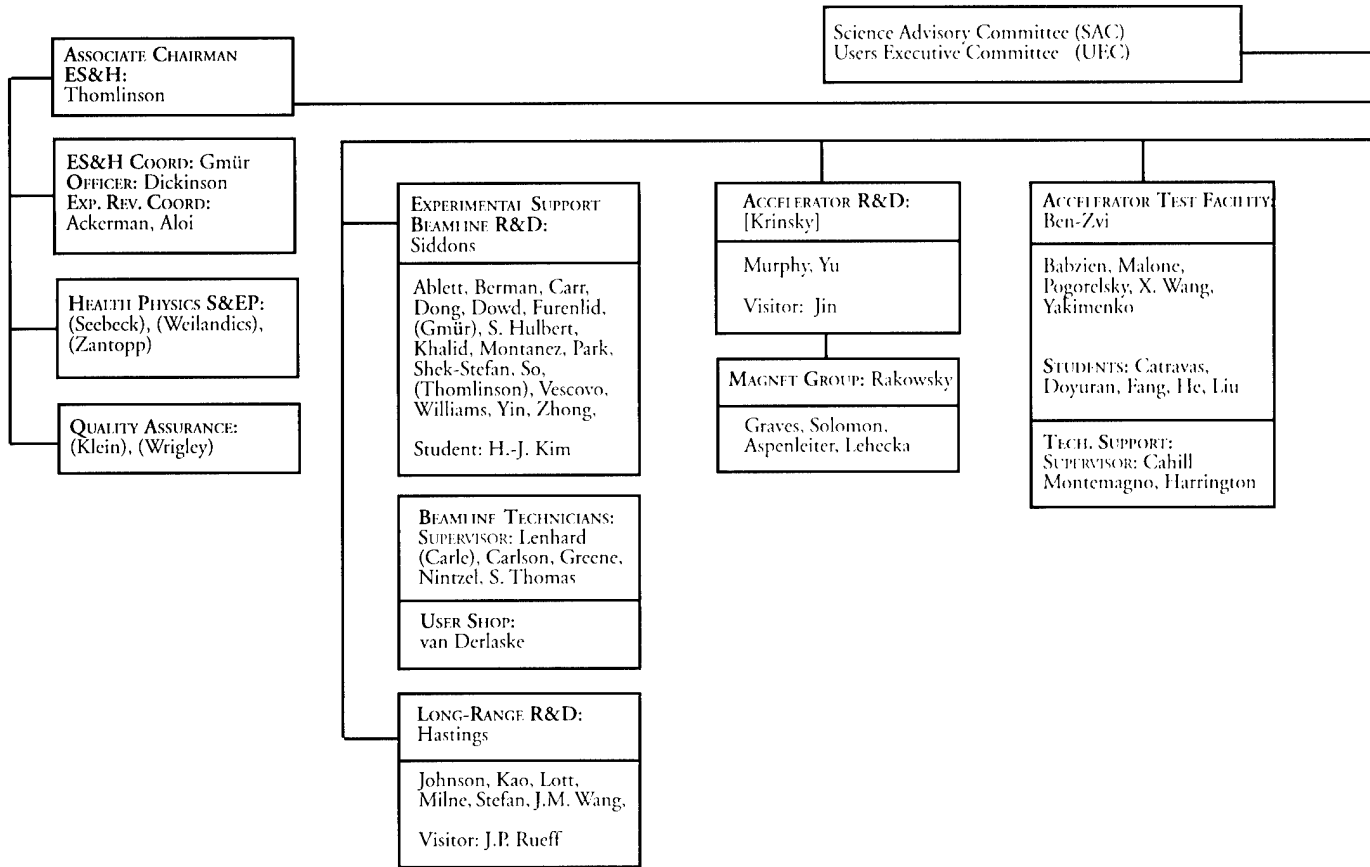 Science Advisory Committee (SAC)
Users Executive Committee (UEC)
ASSOCIATE CHAIRMAN
ES&H:
Thomlinson
ES&H COORD: Gmür
OFFICER: Dickinson
EXP. REV. COORD:
Ackerman, Aloi
HEALTH PHYSICS S&EP:
(Seebeck), (Weilandics),
(Zantopp)
QUALITY ASSURANCE:
(Klein), (Wrigley)
EXPERIMENTAL SUPPORT
BEAMLINE R&D:
Siddons
Ablett, Berman, Carr,
Dong, Dowd, Furenlid,
(Gmür), S. Hulbert,
Khalid, Montanez, Park,
Shek-Stefan, So,
(Thomlinson), Vescovo,
Williams, Yin, Zhong,
Student: H.-J. Kim
BEAMLINE TECHNICIANS:
SUPERVISOR: Lenhard
(Carle), Carlson, Greene,
Nintzel, S. Thomas
USER SHOP:
van Derlaske
LONG-RANGE R&D:
Hastings
Johnson, Kao, Lott,
Milne, Stefan, J.M. Wang,
Visitor: J.P. Rueff
ACCELERATOR R&D:
[Krinsky]
Murphy, Yu
Visitor: Jin
MAGNET GROUP: Rakowsky
Graves, Solomon,
Aspenleiter, Lehecka
ACCELERATOR TEST FACILITY:
Ben-Zvi
Babzien, Malone,
Pogorelsky, X. Wang,
Yakimenko
STUDENTS: Catravas,
Doyuran, Fang, He, Liu
TECH. SUPPORT:
SUPERVISOR: Cahill
Montemagno, Harrington